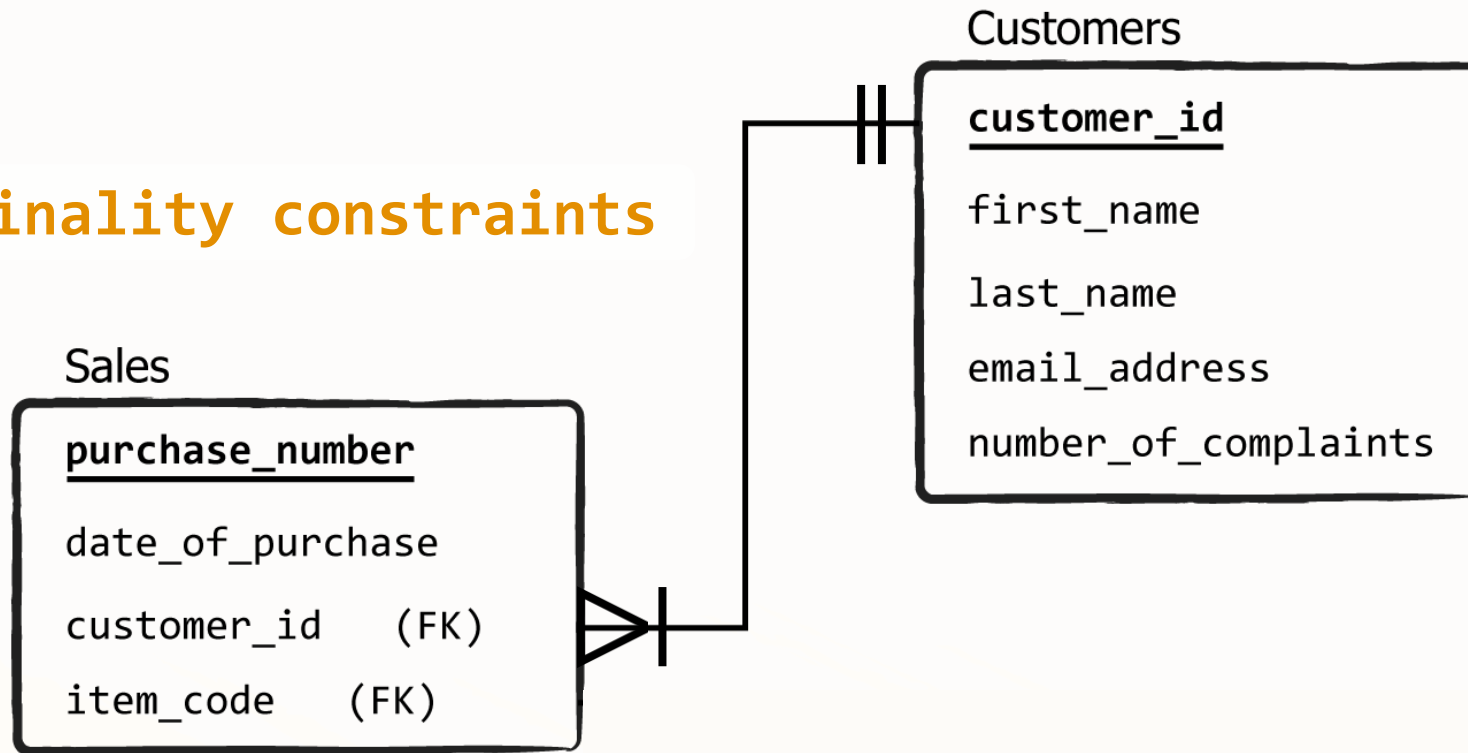 Customers
customer_id
first_name
last_name
email_address
number_of_complaints
inality constraints
Sales
purchase_number
date_of_purchase
customer_id (FK)
item_code (FK)